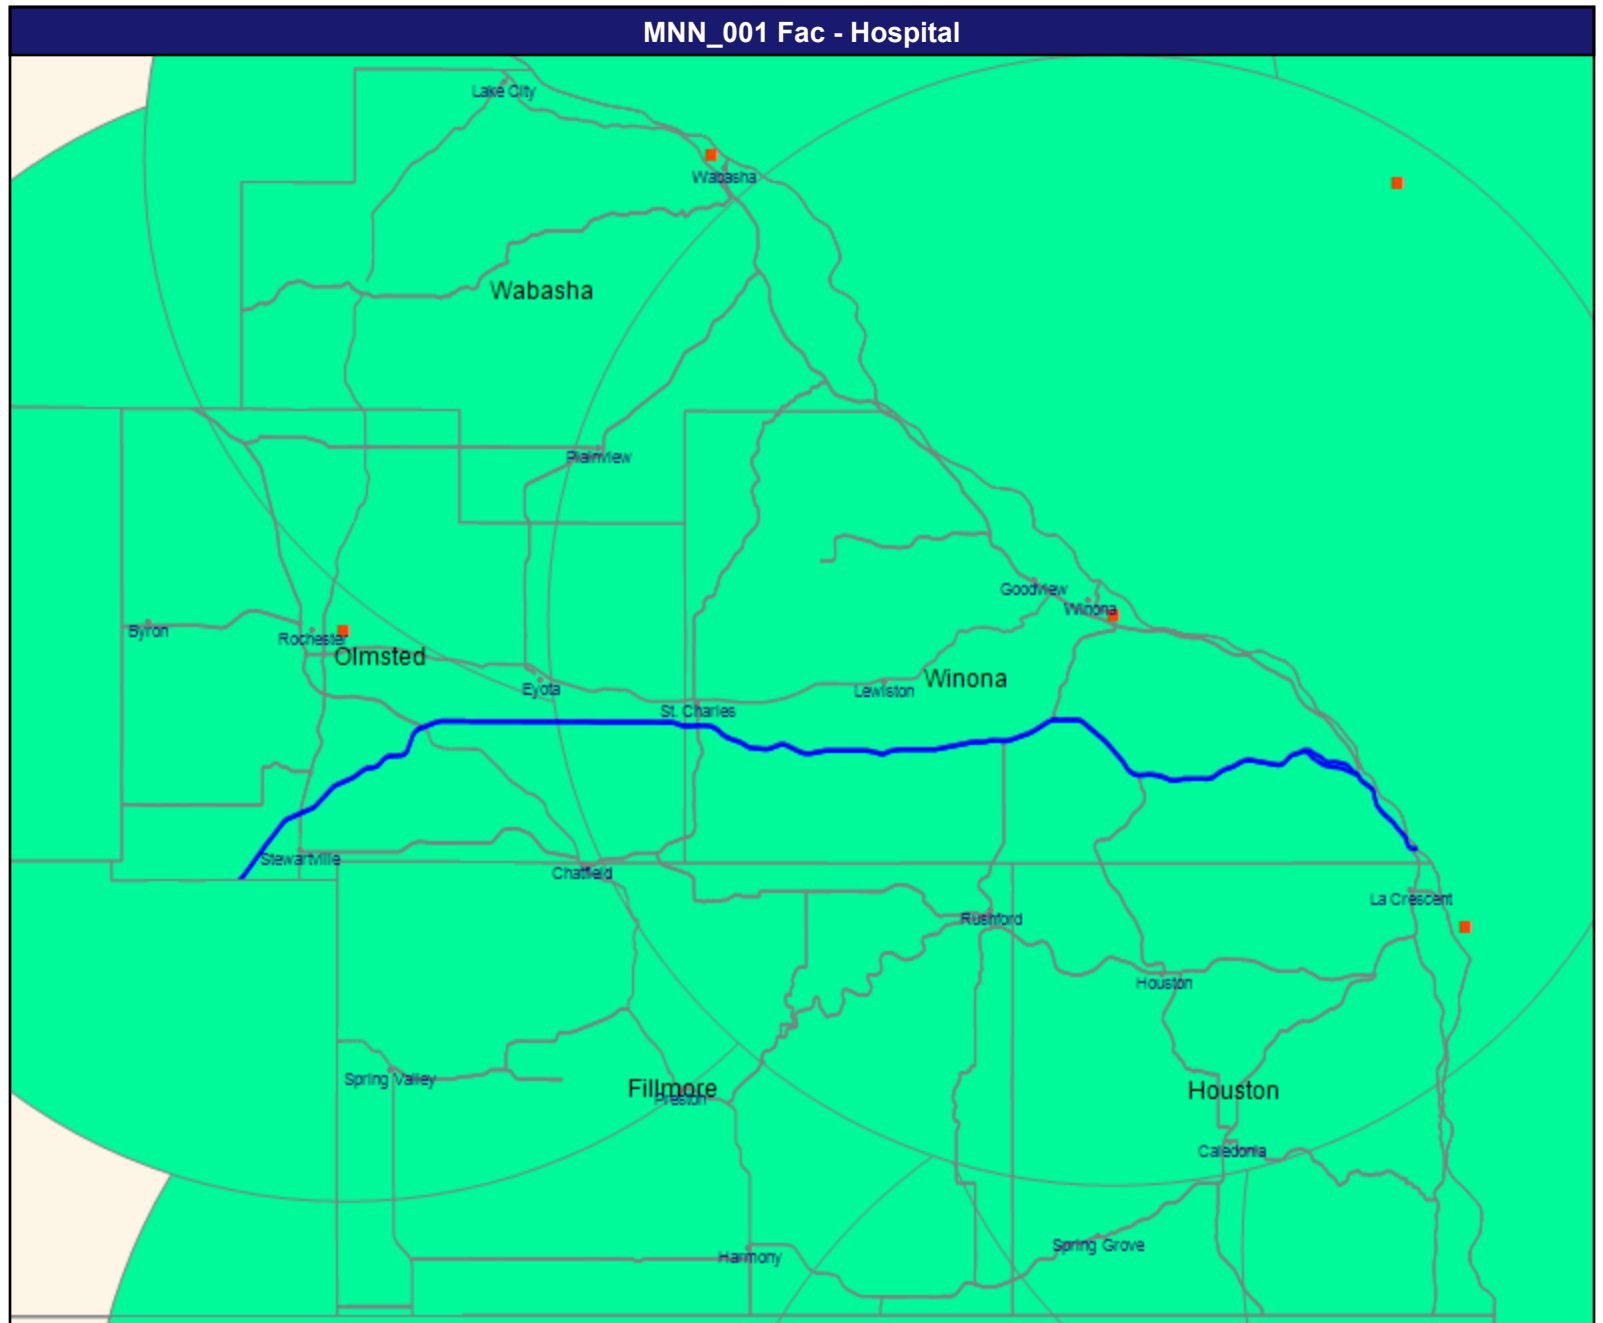 MNN_001 Fac - Hospital
Lake City
Wabasha
Wabasha
Plainview
Goodview
Winona
Byron
Rochester
Olmsted
Eyota
Lewiston
Winona
St. Charles
Stewartville
Chatfield
La Crescent
Rushford
Houston
Spring Valley
Fillmore
Preston
Houston
Caledonia
Spring Grove
Harmony